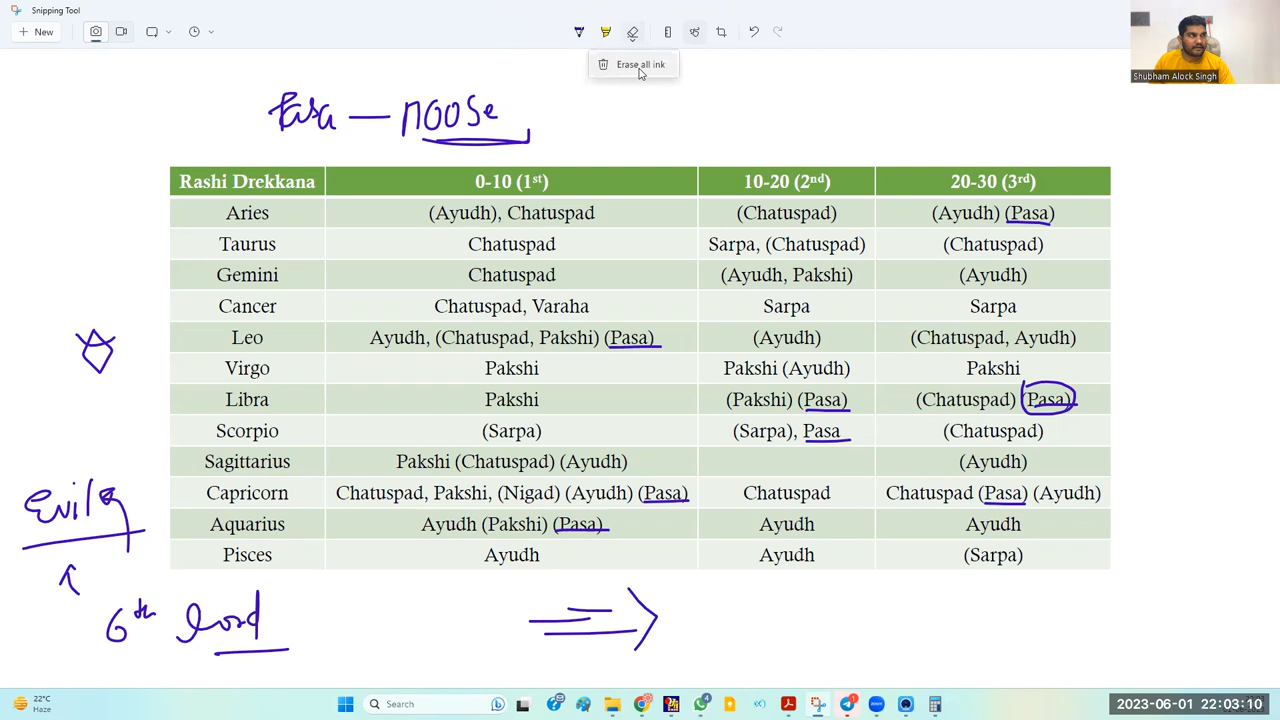 Snipping Tool
New
Erase all ink
Shubham Alock Singh
Pasa — noose
Rashi Drekkana 0-10 (1st) 10-20 (2nd) 20-30 (3rd)
Aries (Ayudh), Chatuspad (Chatuspad) (Ayudh) (Pasa)
Taurus Chatuspad Sarpa, (Chatuspad) (Chatuspad)
Gemini Chatuspad (Ayudh, Pakshi) (Ayudh)
Cancer Chatuspad, Varaha Sarpa Sarpa
Leo Ayudh, (Chatuspad, Pakshi) (Pasa) (Ayudh) (Chatuspad, Ayudh)
Virgo Pakshi Pakshi (Ayudh) Pakshi
Libra Pakshi (Pakshi) (Pasa) (Chatuspad) (Pasa)
Scorpio (Sarpa) (Sarpa), Pasa (Chatuspad)
Sagittarius Pakshi (Chatuspad) (Ayudh) (Ayudh)
Capricorn Chatuspad, Pakshi, (Nigad) (Ayudh) (Pasa) Chatuspad Chatuspad (Pasa) (Ayudh)
Aquarius Ayudh (Pakshi) (Pasa) Ayudh Ayudh
Pisces Ayudh Ayudh (Sarpa)
6th lord
22°C
Haze
Search
4
1
2023-06-01 22:03:10